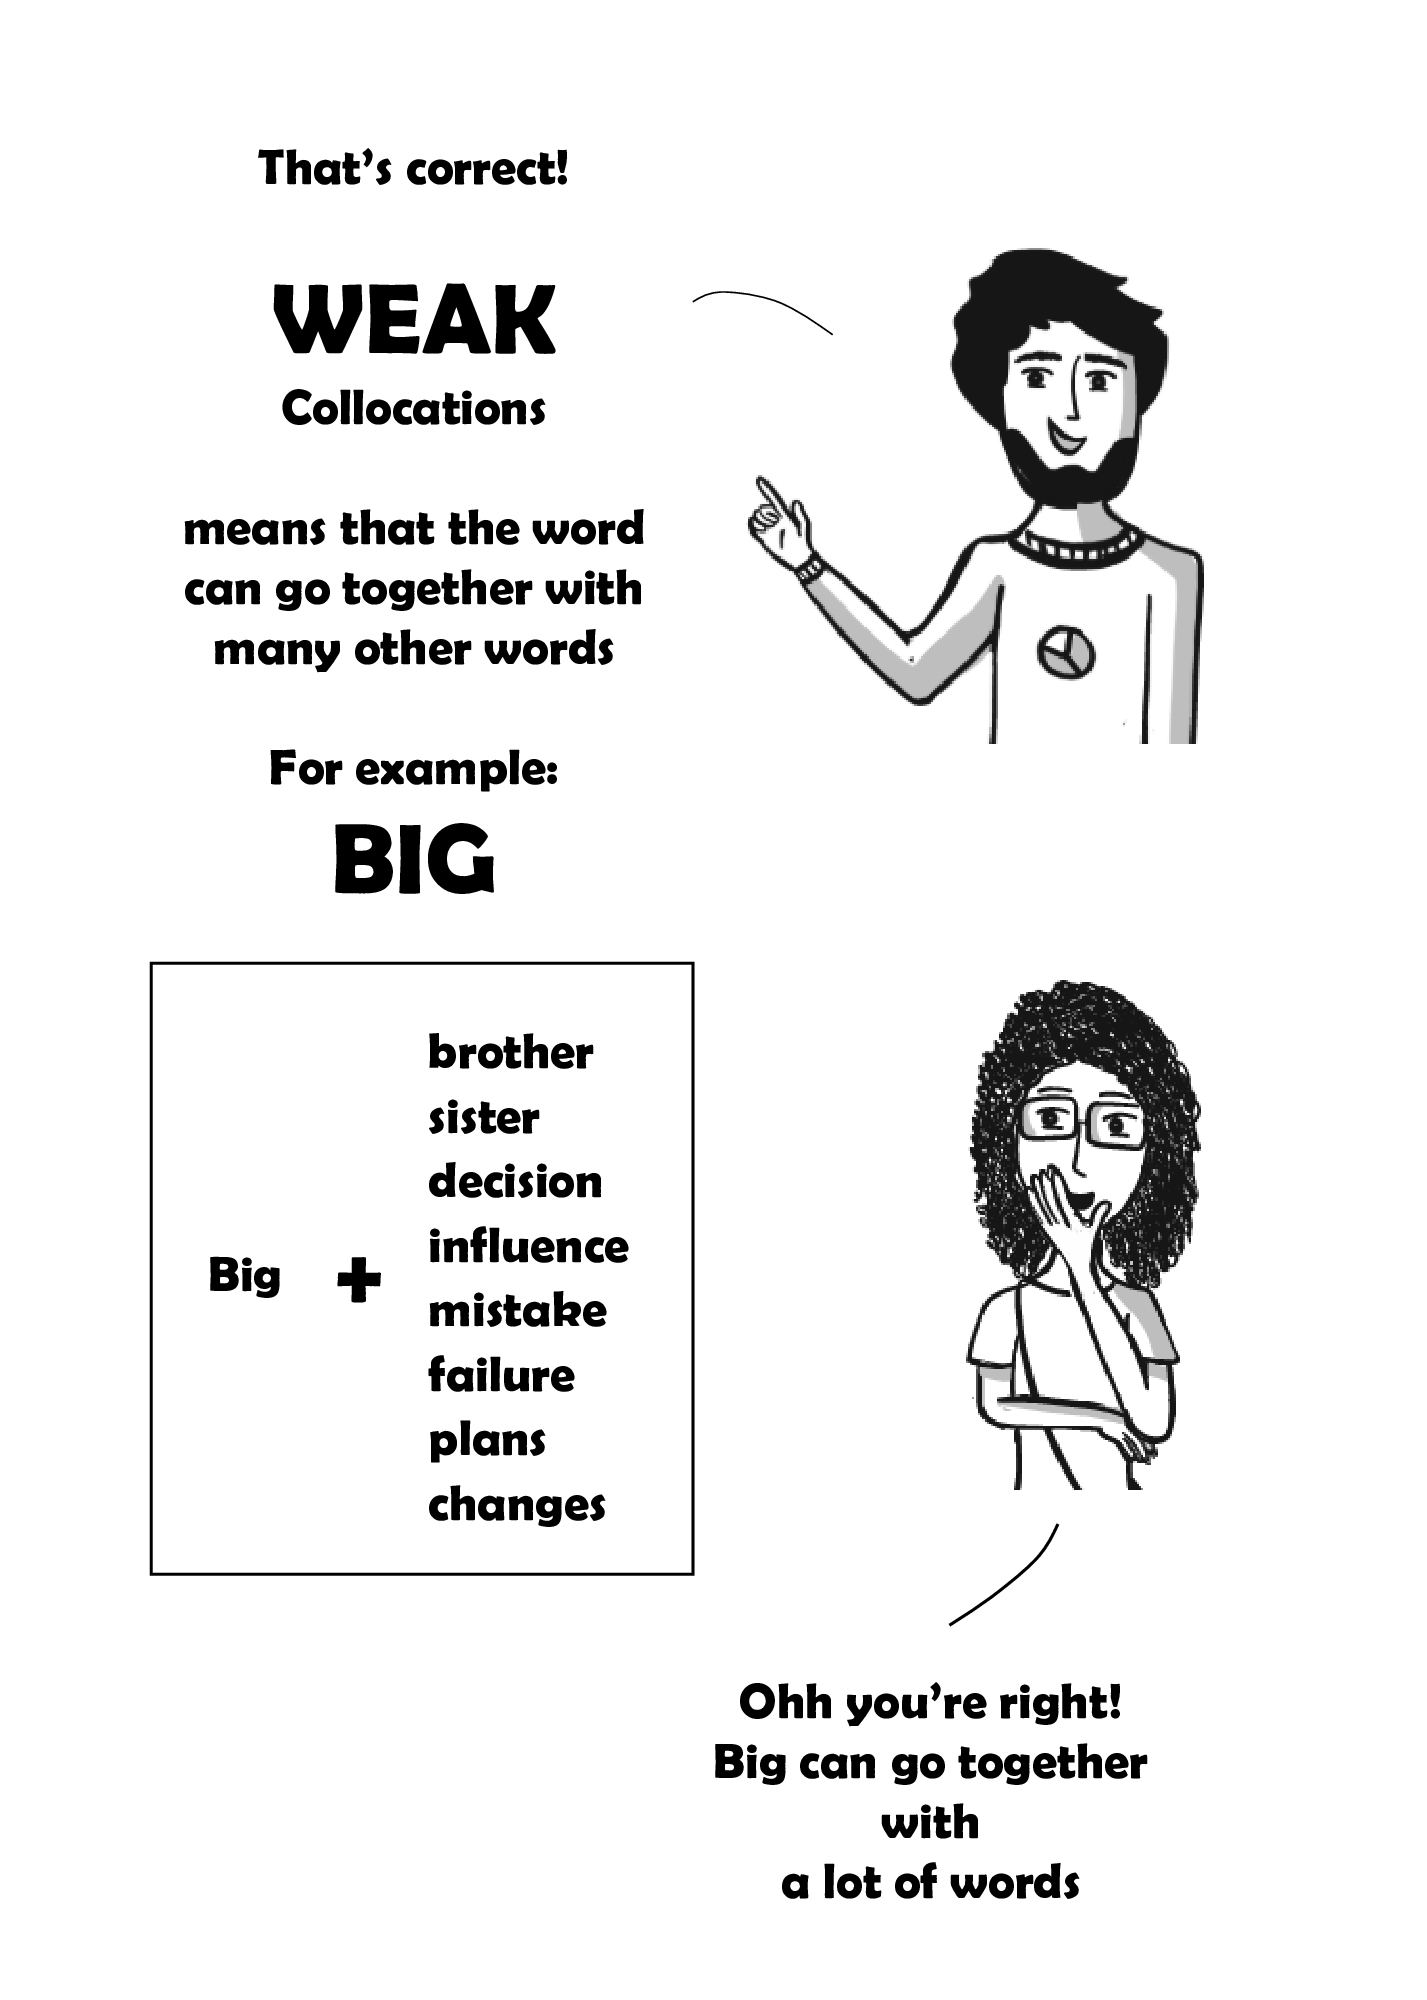 That’s correct!
WEAK
Collocations
means that the word
can go together with
many other words
For example:
BIG
Big +
brother
sister
decision
influence
mistake
failure
plans
changes
Ohh you’re right!
Big can go together
with
a lot of words